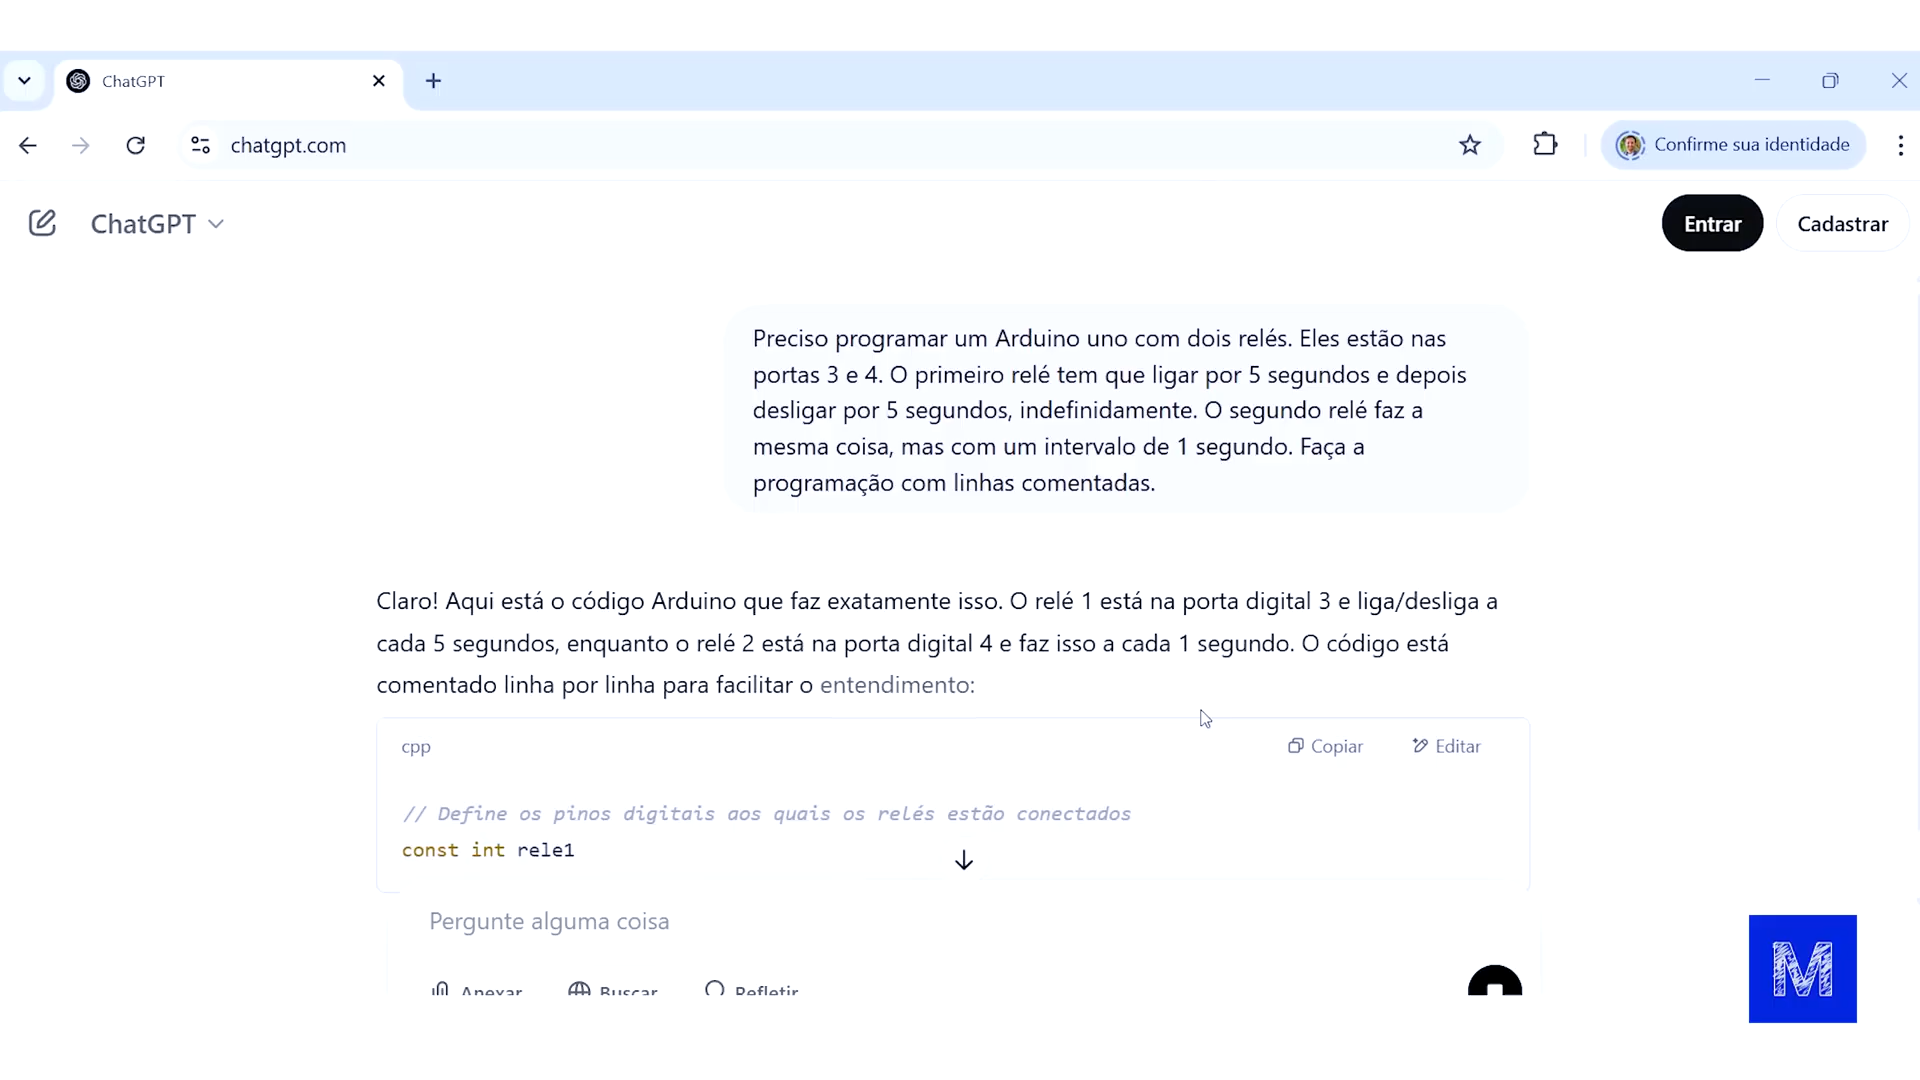 ChatGPT
chatgpt.com
Confirme sua identidade
ChatGPT
Entrar
Cadastrar
Preciso programar um Arduino uno com dois relés. Eles estão nas
portas 3 e 4. O primeiro relé tem que ligar por 5 segundos e depois
desligar por 5 segundos, indefinidamente. O segundo relé faz a
mesma coisa, mas com um intervalo de 1 segundo. Faça a
programação com linhas comentadas.
Claro! Aqui está o código Arduino que faz exatamente isso. O relé 1 está na porta digital 3 e liga/desliga a
cada 5 segundos, enquanto o relé 2 está na porta digital 4 e faz isso a cada 1 segundo. O código está
comentado linha por linha para facilitar o entendimento:
cpp
Copiar
Editar
// Define os pinos digitais aos quais os relés estão conectados
const int rele1
Pergunte alguma coisa
Anexar
Buscar
Refletir
M